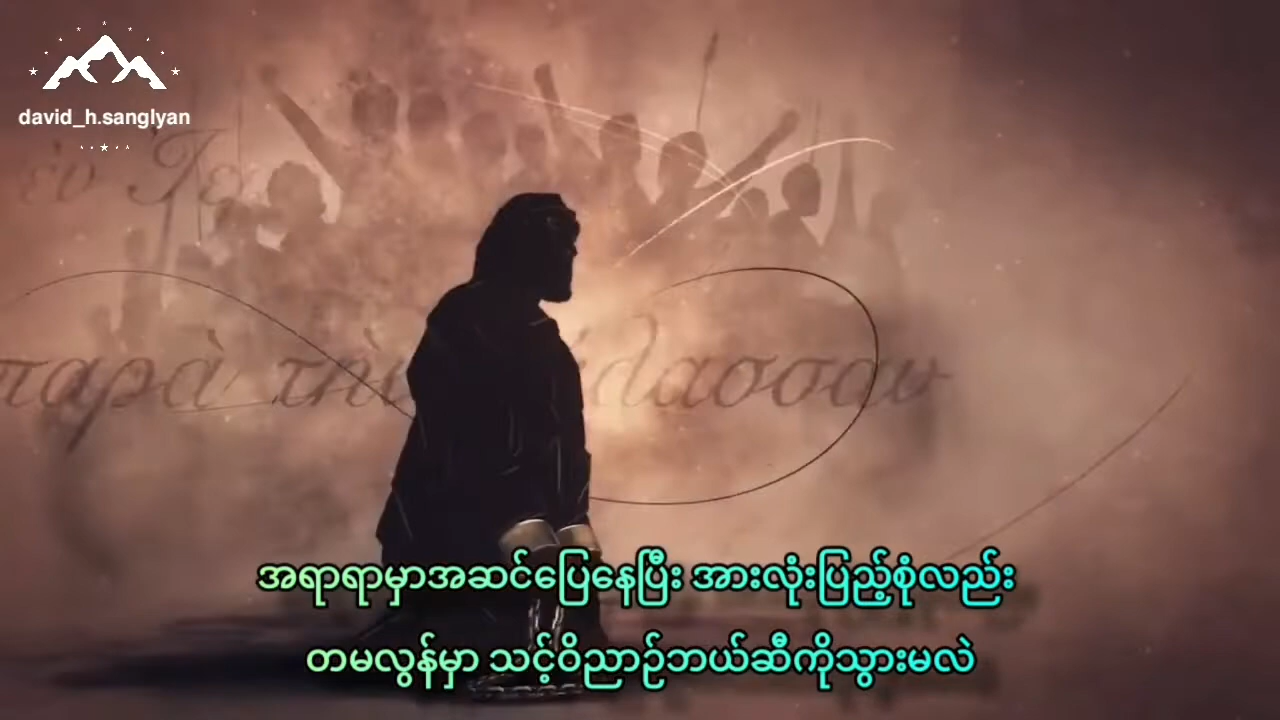 david_h.sanglyan
ἐν
παρὰ τὴν
အရာရာမှာအဆင်ပြေနေပြီး အားလုံးပြည့်စုံလည်း
တမလွန်မှာ သင့်ဝိညာဉ်ဘယ်ဆီကိုသွားမလဲ